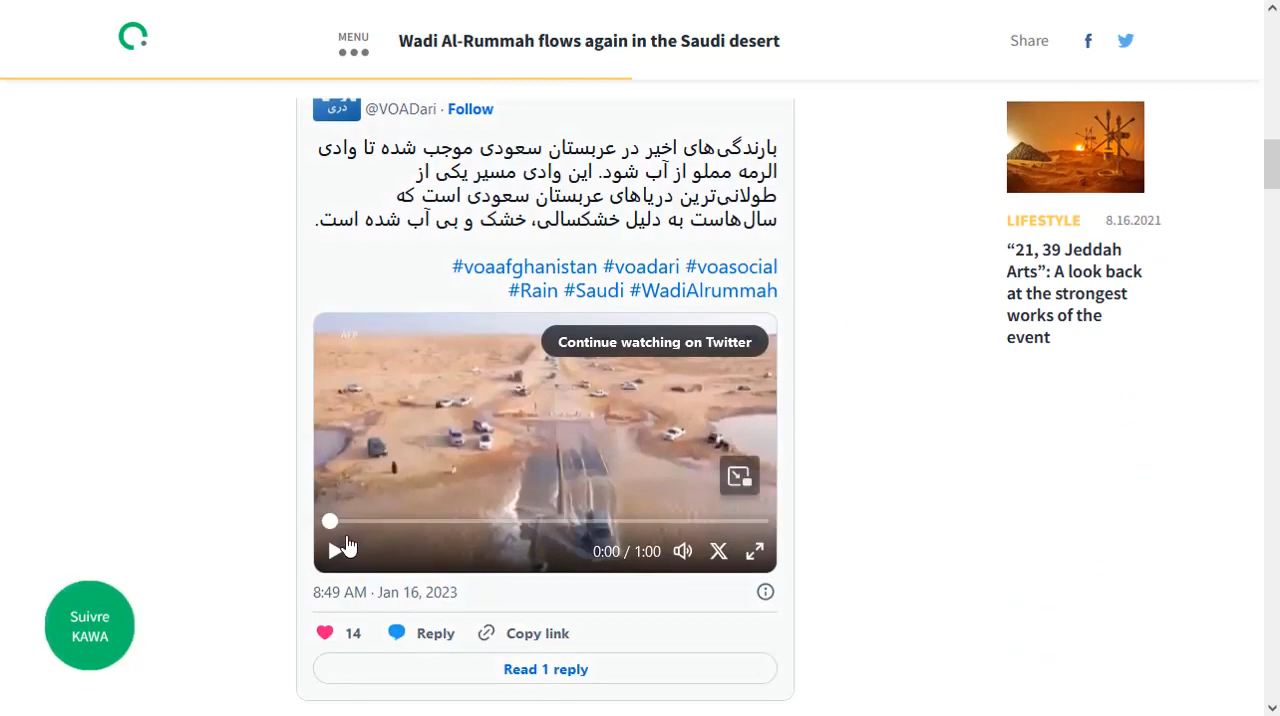 MENU
Wadi Al-Rummah flows again in the Saudi desert
Share
دری
@VOADari · Follow
بارندگی‌های اخیر در عربستان سعودی موجب شده تا وادی
الرمه مملو از آب شود. این وادی مسیر یکی از
طولانی‌ترین دریاهای عربستان سعودی است که
سال‌هاست به دلیل خشکسالی، خشک و بی آب شده است.
#voaafghanistan #voadari #voasocial
#Rain #Saudi #WadiAlrummah
AFP
Continue watching on Twitter
0:00 / 1:00
8:49 AM · Jan 16, 2023
14
Reply
Copy link
Read 1 reply
LIFESTYLE
8.16.2021
“21, 39 Jeddah
Arts”: A look back
at the strongest
works of the
event
Suivre
KAWA